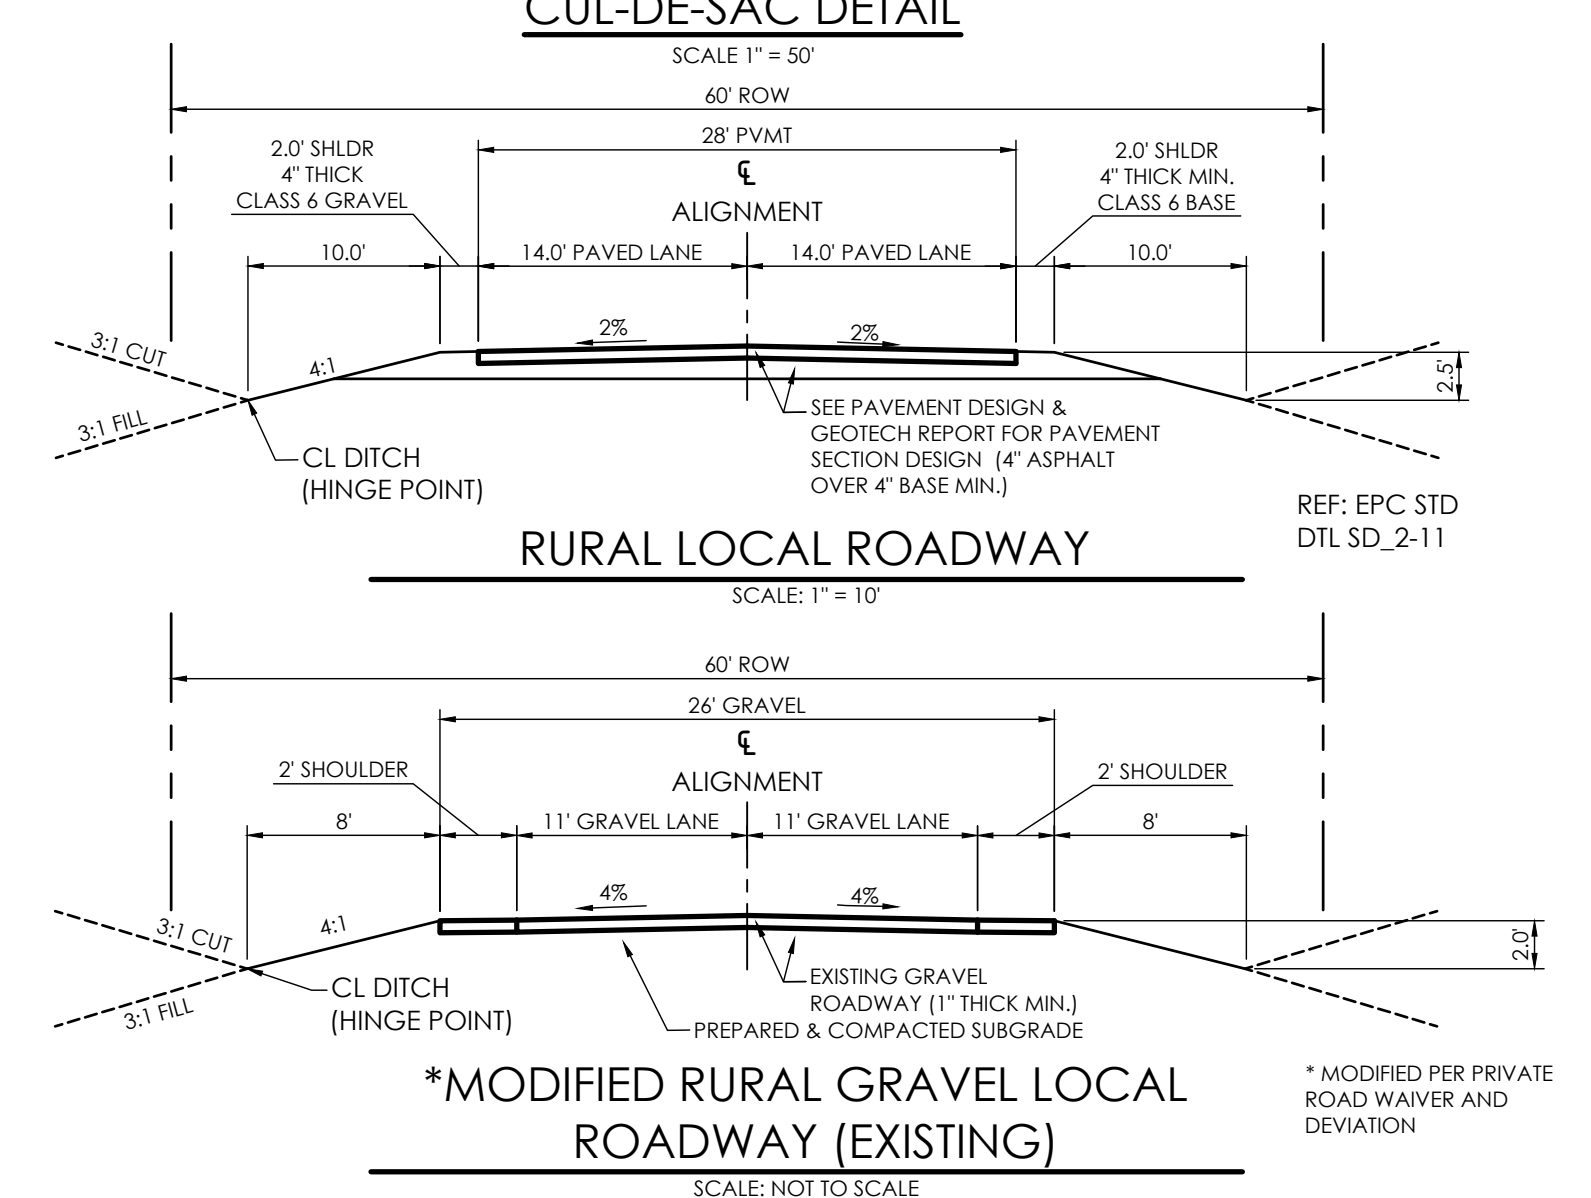 CUL-DE-SAC DETAIL
SCALE 1" = 50'
60' ROW
28' PVMT
2.0' SHLDR
4" THICK
CLASS 6 GRAVEL
℄
ALIGNMENT
2.0' SHLDR
4" THICK MIN.
CLASS 6 BASE
10.0'
14.0' PAVED LANE
14.0' PAVED LANE
10.0'
3:1 CUT
4:1
2%
2%
2.5'
3:1 FILL
CL DITCH
(HINGE POINT)
SEE PAVEMENT DESIGN &
GEOTECH REPORT FOR PAVEMENT
SECTION DESIGN (4" ASPHALT
OVER 4" BASE MIN.)
REF: EPC STD
DTL SD_2-11
RURAL LOCAL ROADWAY
SCALE: 1" = 10'
60' ROW
26' GRAVEL
℄
ALIGNMENT
2' SHOULDER
2' SHOULDER
8'
11' GRAVEL LANE
11' GRAVEL LANE
8'
3:1 CUT
4:1
4%
4%
2.0'
3:1 FILL
CL DITCH
(HINGE POINT)
EXISTING GRAVEL
ROADWAY (1" THICK MIN.)
PREPARED & COMPACTED SUBGRADE
*MODIFIED RURAL GRAVEL LOCAL
ROADWAY (EXISTING)
SCALE: NOT TO SCALE
* MODIFIED PER PRIVATE
ROAD WAIVER AND
DEVIATION